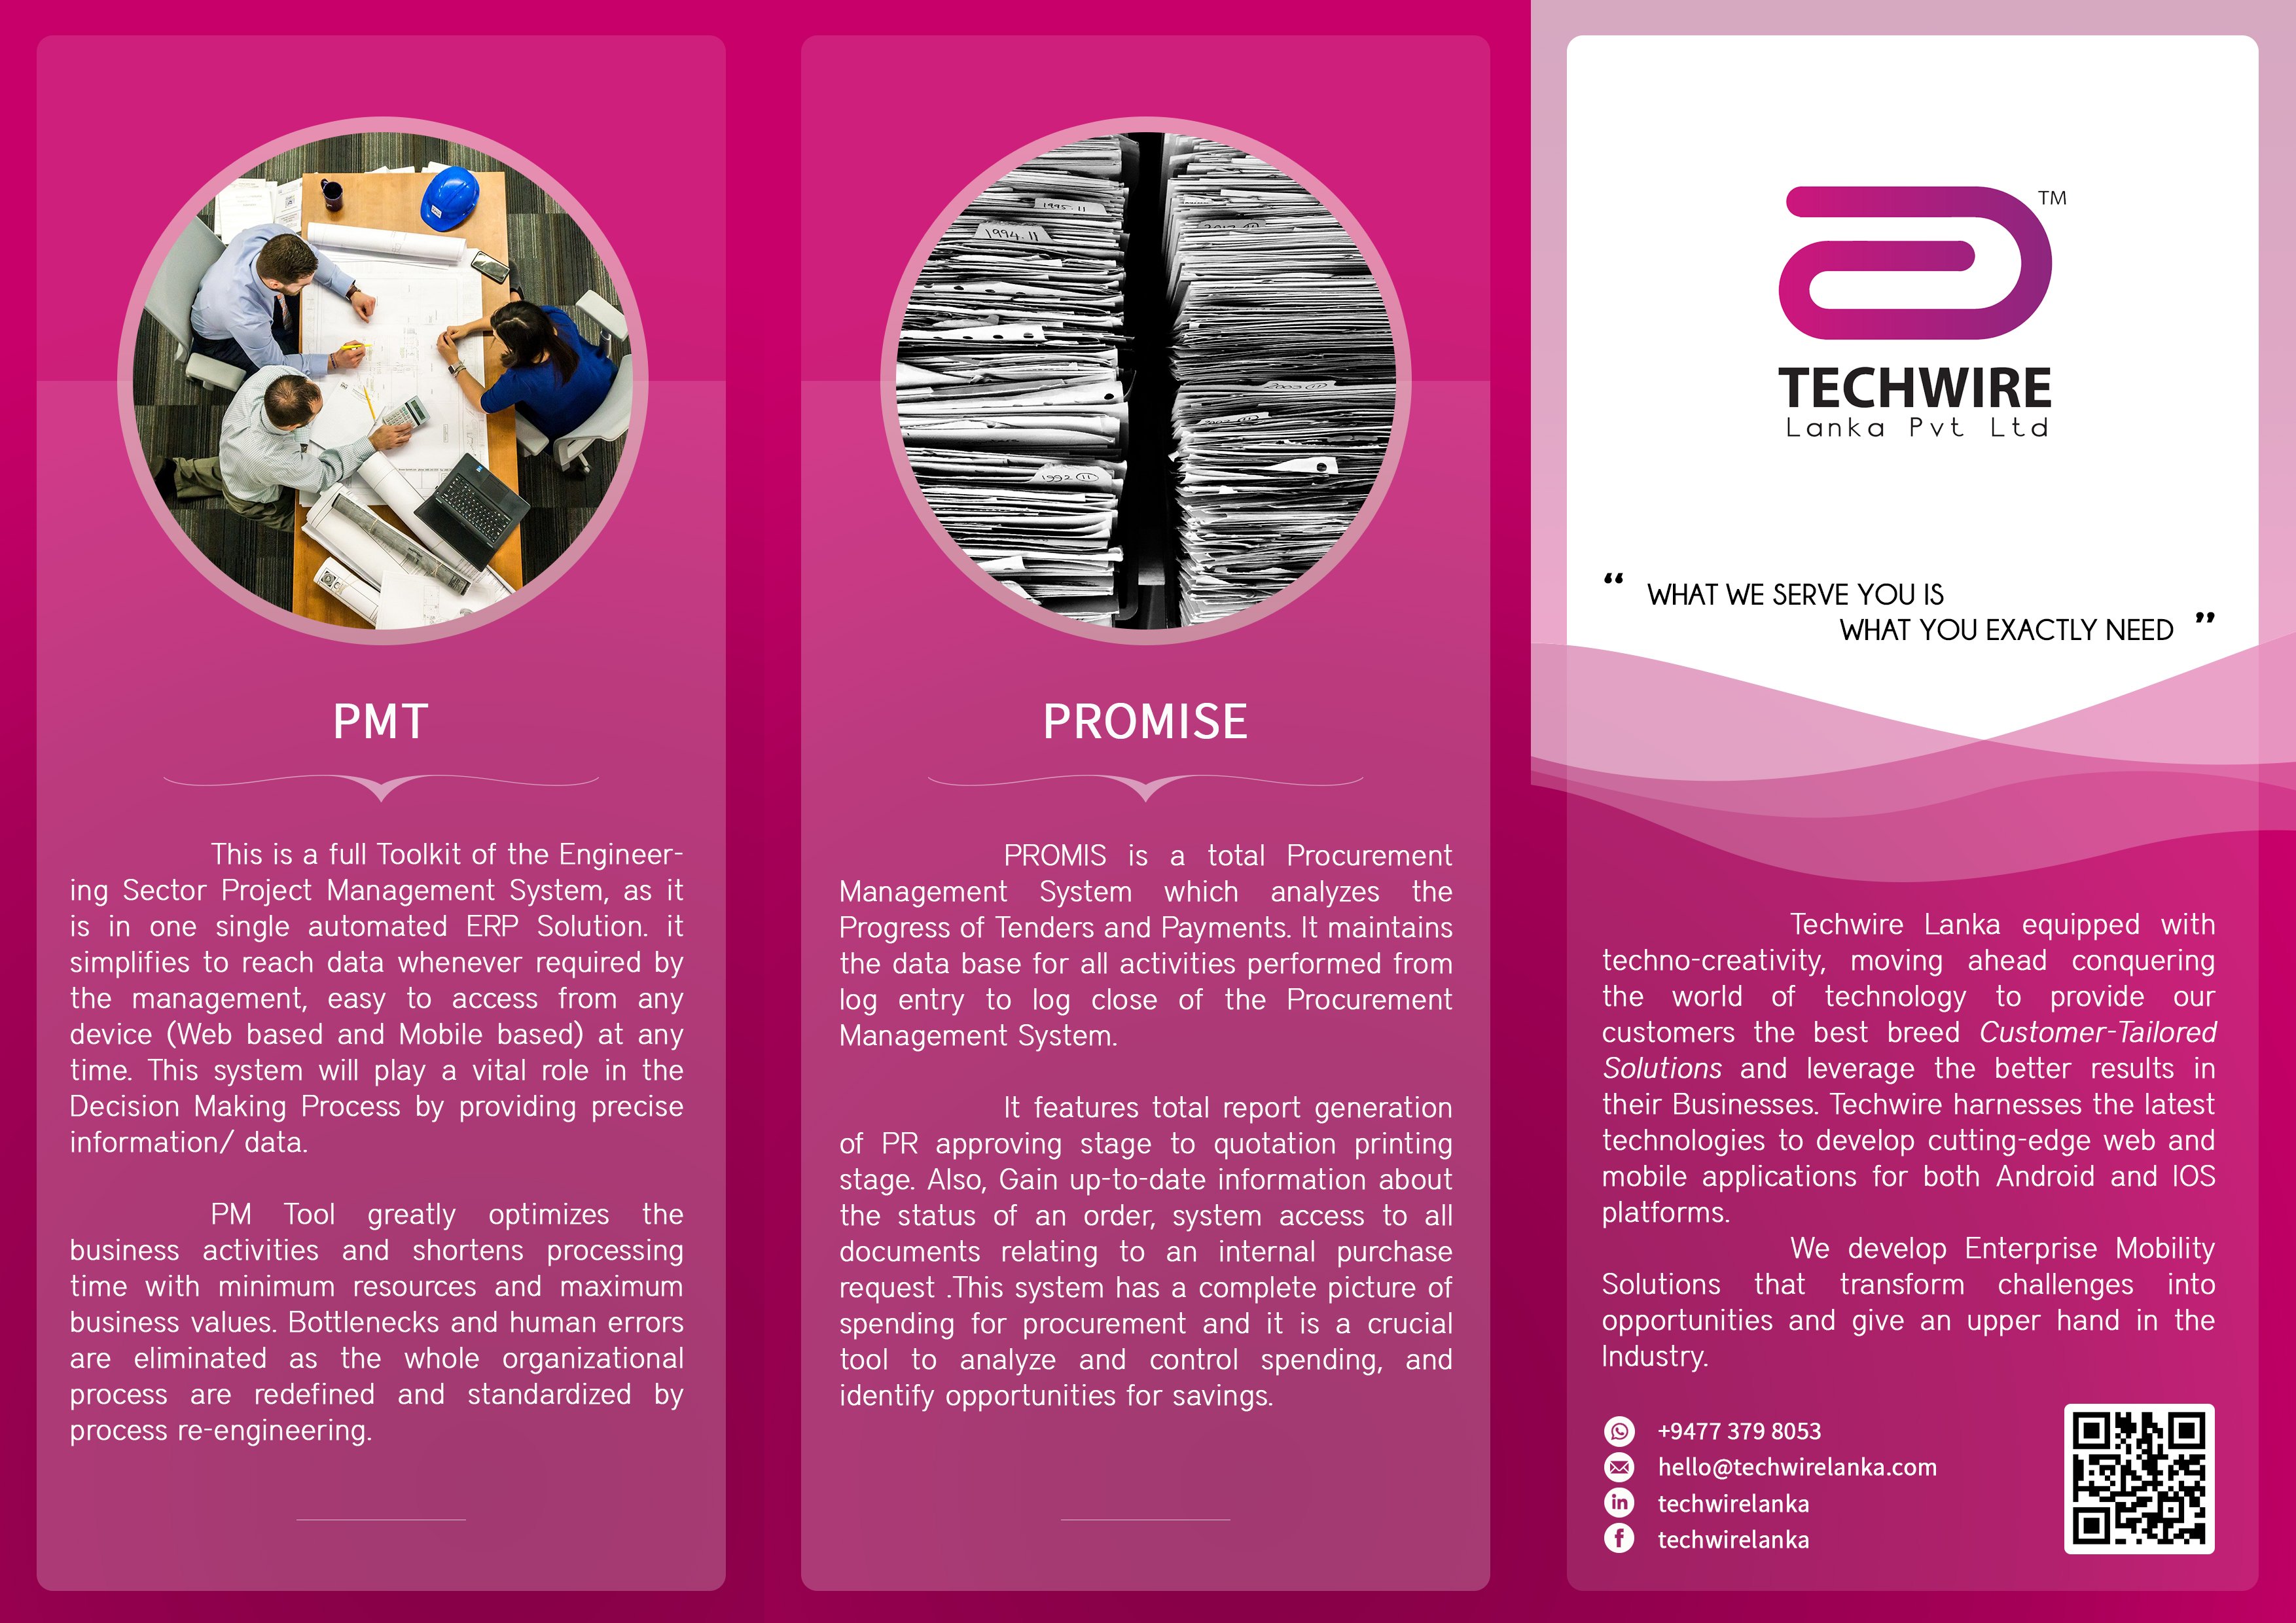 PMT
This is a full Toolkit of the Engineer-
ing Sector Project Management System, as it
is in one single automated ERP Solution. it
simplifies to reach data whenever required by
the management, easy to access from any
device (Web based and Mobile based) at any
time. This system will play a vital role in the
Decision Making Process by providing precise
information/ data.
PM Tool greatly optimizes the
business activities and shortens processing
time with minimum resources and maximum
business values. Bottlenecks and human errors
are eliminated as the whole organizational
process are redefined and standardized by
process re-engineering.
1995.11
1994.11
2003 (11)
1992 (11)
PROMISE
PROMIS is a total Procurement
Management System which analyzes the
Progress of Tenders and Payments. It maintains
the data base for all activities performed from
log entry to log close of the Procurement
Management System.
It features total report generation
of PR approving stage to quotation printing
stage. Also, Gain up-to-date information about
the status of an order, system access to all
documents relating to an internal purchase
request .This system has a complete picture of
spending for procurement and it is a crucial
tool to analyze and control spending, and
identify opportunities for savings.
TM
TECHWIRE
Lanka Pvt Ltd
“ WHAT WE SERVE YOU IS
WHAT YOU EXACTLY NEED ”
Techwire Lanka equipped with
techno-creativity, moving ahead conquering
the world of technology to provide our
customers the best breed Customer-Tailored
Solutions and leverage the better results in
their Businesses. Techwire harnesses the latest
technologies to develop cutting-edge web and
mobile applications for both Android and IOS
platforms.
We develop Enterprise Mobility
Solutions that transform challenges into
opportunities and give an upper hand in the
Industry.
+9477 379 8053
hello@techwirelanka.com
in techwirelanka
f techwirelanka